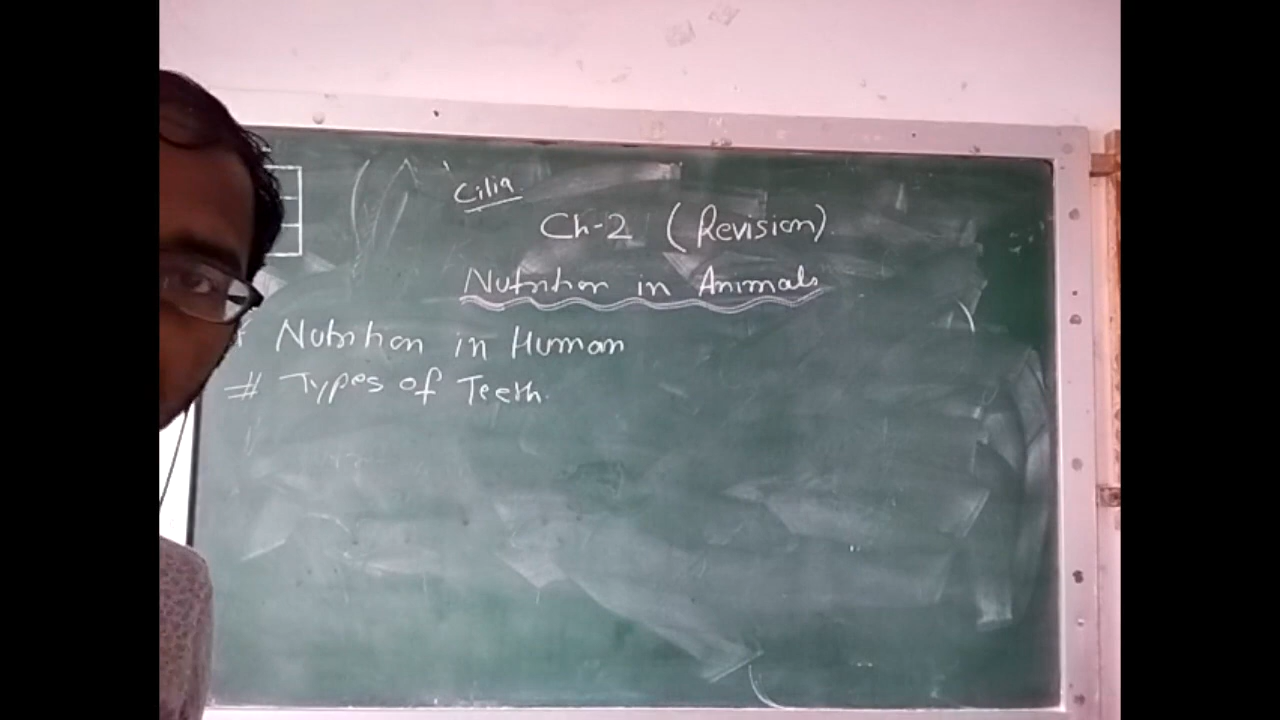 Cilia
Ch-2 (Revision)
Nutrition in Animals
Nutrition in Human
# Types of Teeth.